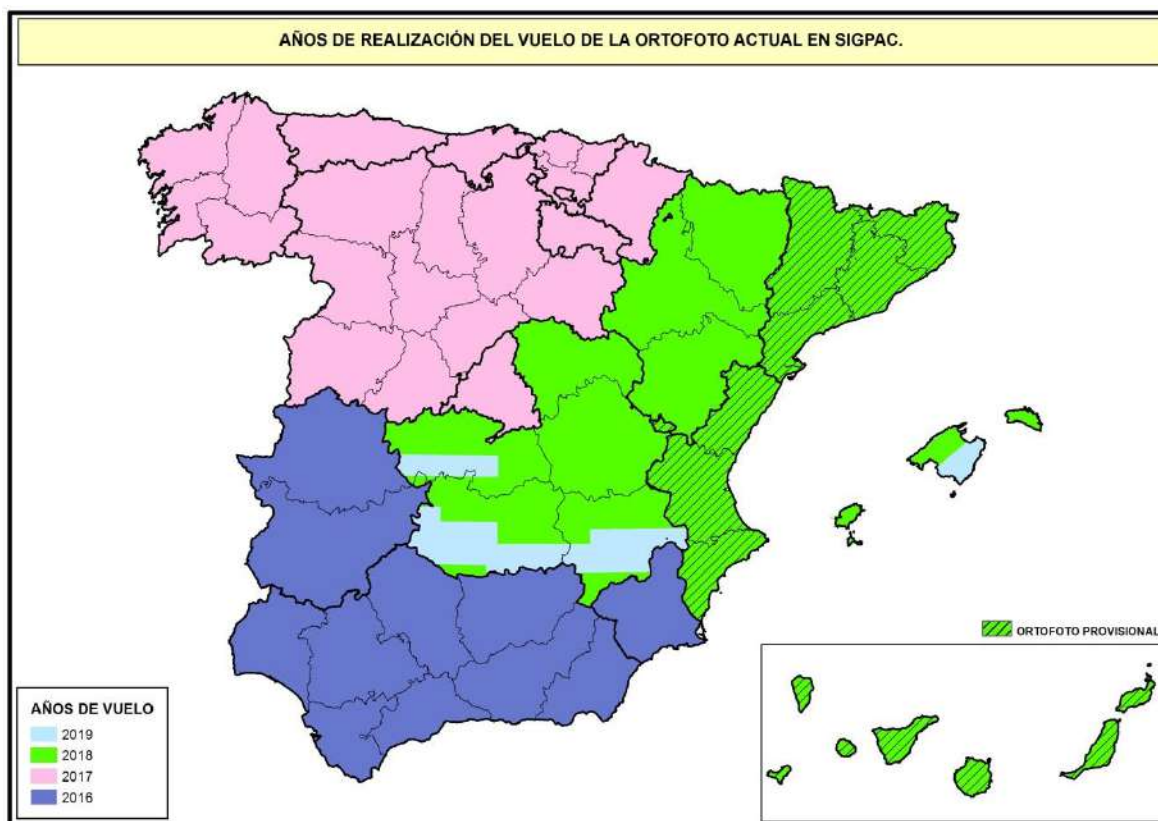 AÑOS DE REALIZACIÓN DEL VUELO DE LA ORTOFOTO ACTUAL EN SIGPAC.
ORTOFOTO PROVISIONAL
AÑOS DE VUELO
2019
2018
2017
2016